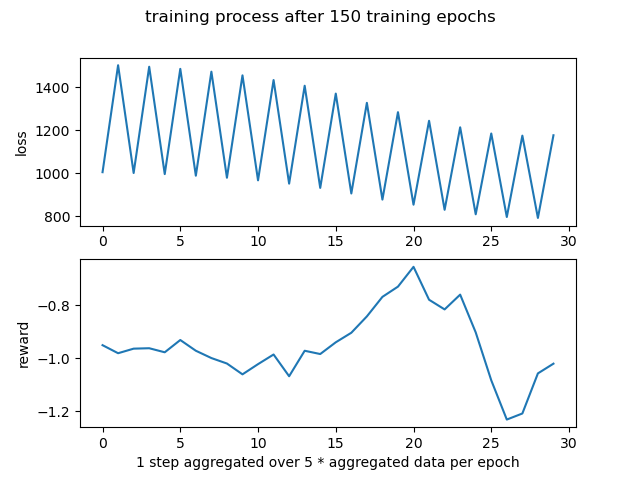 training process after 150 training epochs
1400
1200
1000
800
loss
0 5 10 15 20 25 30
−0.8
−1.0
−1.2
reward
0 5 10 15 20 25 30
1 step aggregated over 5 * aggregated data per epoch